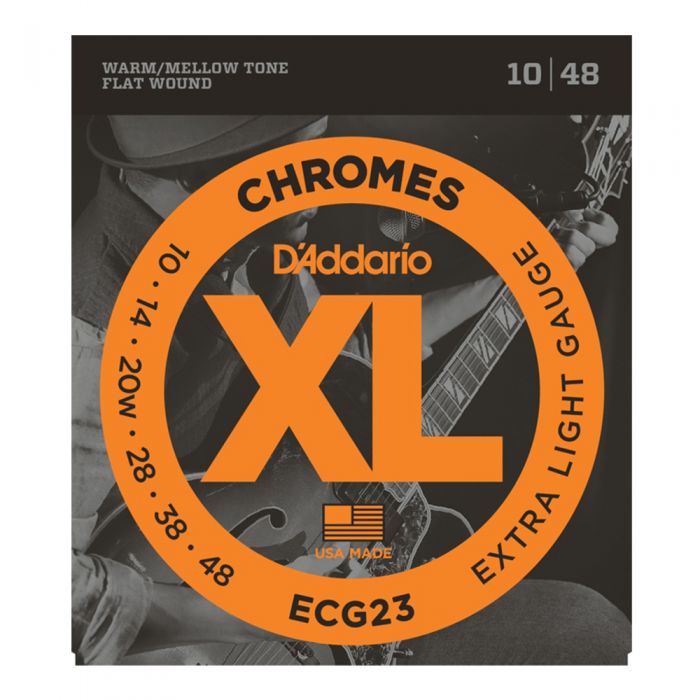 WARM/MELLOW TONE
FLAT WOUND
10|48
CHROMES
D'Addario
XL
10 • 14 • 20w • 28 • 38 • 48
EXTRA LIGHT GAUGE
USA MADE
ECG23